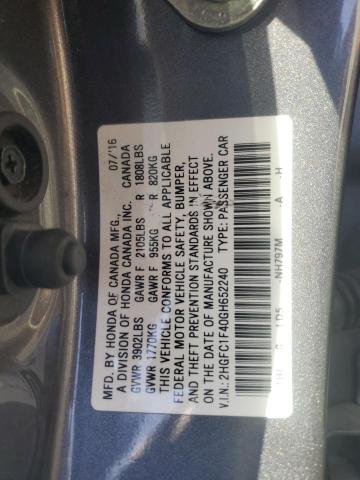 MFD. BY HONDA OF CANADA MFG., 07/'16
A DIVISION OF HONDA CANADA INC. CANADA
GVWR 3902LBS GAWR F 2105LBS R 1808LBS
GVWR 1770KG GAWR F 955KG R 820KG
THIS VEHICLE CONFORMS TO ALL APPLICABLE
FEDERAL MOTOR VEHICLE SAFETY, BUMPER,
AND THEFT PREVENTION STANDARDS IN EFFECT
ON THE DATE OF MANUFACTURE SHOWN ABOVE.
V.I.N.: 2HGFC1F40GH652240 TYPE: PASSENGER CAR
NH797M A H